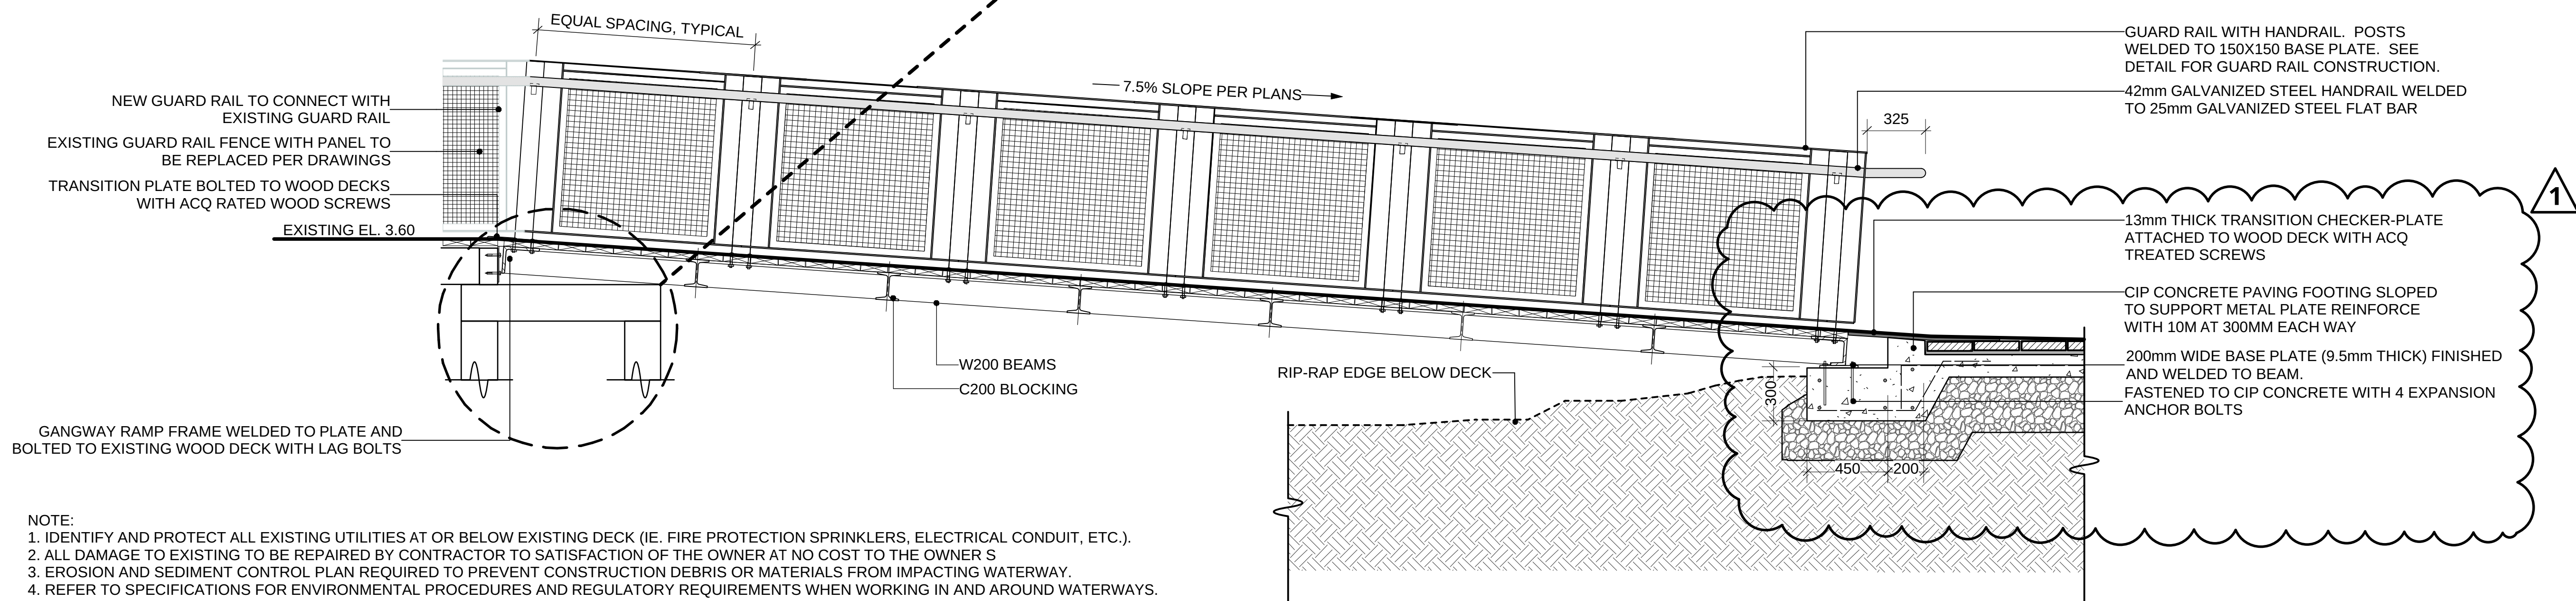 EQUAL SPACING, TYPICAL
7.5% SLOPE PER PLANS
NEW GUARD RAIL TO CONNECT WITH
EXISTING GUARD RAIL
EXISTING GUARD RAIL FENCE WITH PANEL TO
BE REPLACED PER DRAWINGS
TRANSITION PLATE BOLTED TO WOOD DECKS
WITH ACQ RATED WOOD SCREWS
EXISTING EL. 3.60
GANGWAY RAMP FRAME WELDED TO PLATE AND
BOLTED TO EXISTING WOOD DECK WITH LAG BOLTS
W200 BEAMS
C200 BLOCKING
RIP-RAP EDGE BELOW DECK
GUARD RAIL WITH HANDRAIL.  POSTS
WELDED TO 150X150 BASE PLATE.  SEE
DETAIL FOR GUARD RAIL CONSTRUCTION.
42mm GALVANIZED STEEL HANDRAIL WELDED
TO 25mm GALVANIZED STEEL FLAT BAR
325
1
13mm THICK TRANSITION CHECKER-PLATE
ATTACHED TO WOOD DECK WITH ACQ
TREATED SCREWS
CIP CONCRETE PAVING FOOTING SLOPED
TO SUPPORT METAL PLATE REINFORCE
WITH 10M AT 300MM EACH WAY
200mm WIDE BASE PLATE (9.5mm THICK) FINISHED
AND WELDED TO BEAM.
FASTENED TO CIP CONCRETE WITH 4 EXPANSION
ANCHOR BOLTS
300
450
200
NOTE:
1. IDENTIFY AND PROTECT ALL EXISTING UTILITIES AT OR BELOW EXISTING DECK (IE. FIRE PROTECTION SPRINKLERS, ELECTRICAL CONDUIT, ETC.).
2. ALL DAMAGE TO EXISTING TO BE REPAIRED BY CONTRACTOR TO SATISFACTION OF THE OWNER AT NO COST TO THE OWNER S
3. EROSION AND SEDIMENT CONTROL PLAN REQUIRED TO PREVENT CONSTRUCTION DEBRIS OR MATERIALS FROM IMPACTING WATERWAY.
4. REFER TO SPECIFICATIONS FOR ENVIRONMENTAL PROCEDURES AND REGULATORY REQUIREMENTS WHEN WORKING IN AND AROUND WATERWAYS.